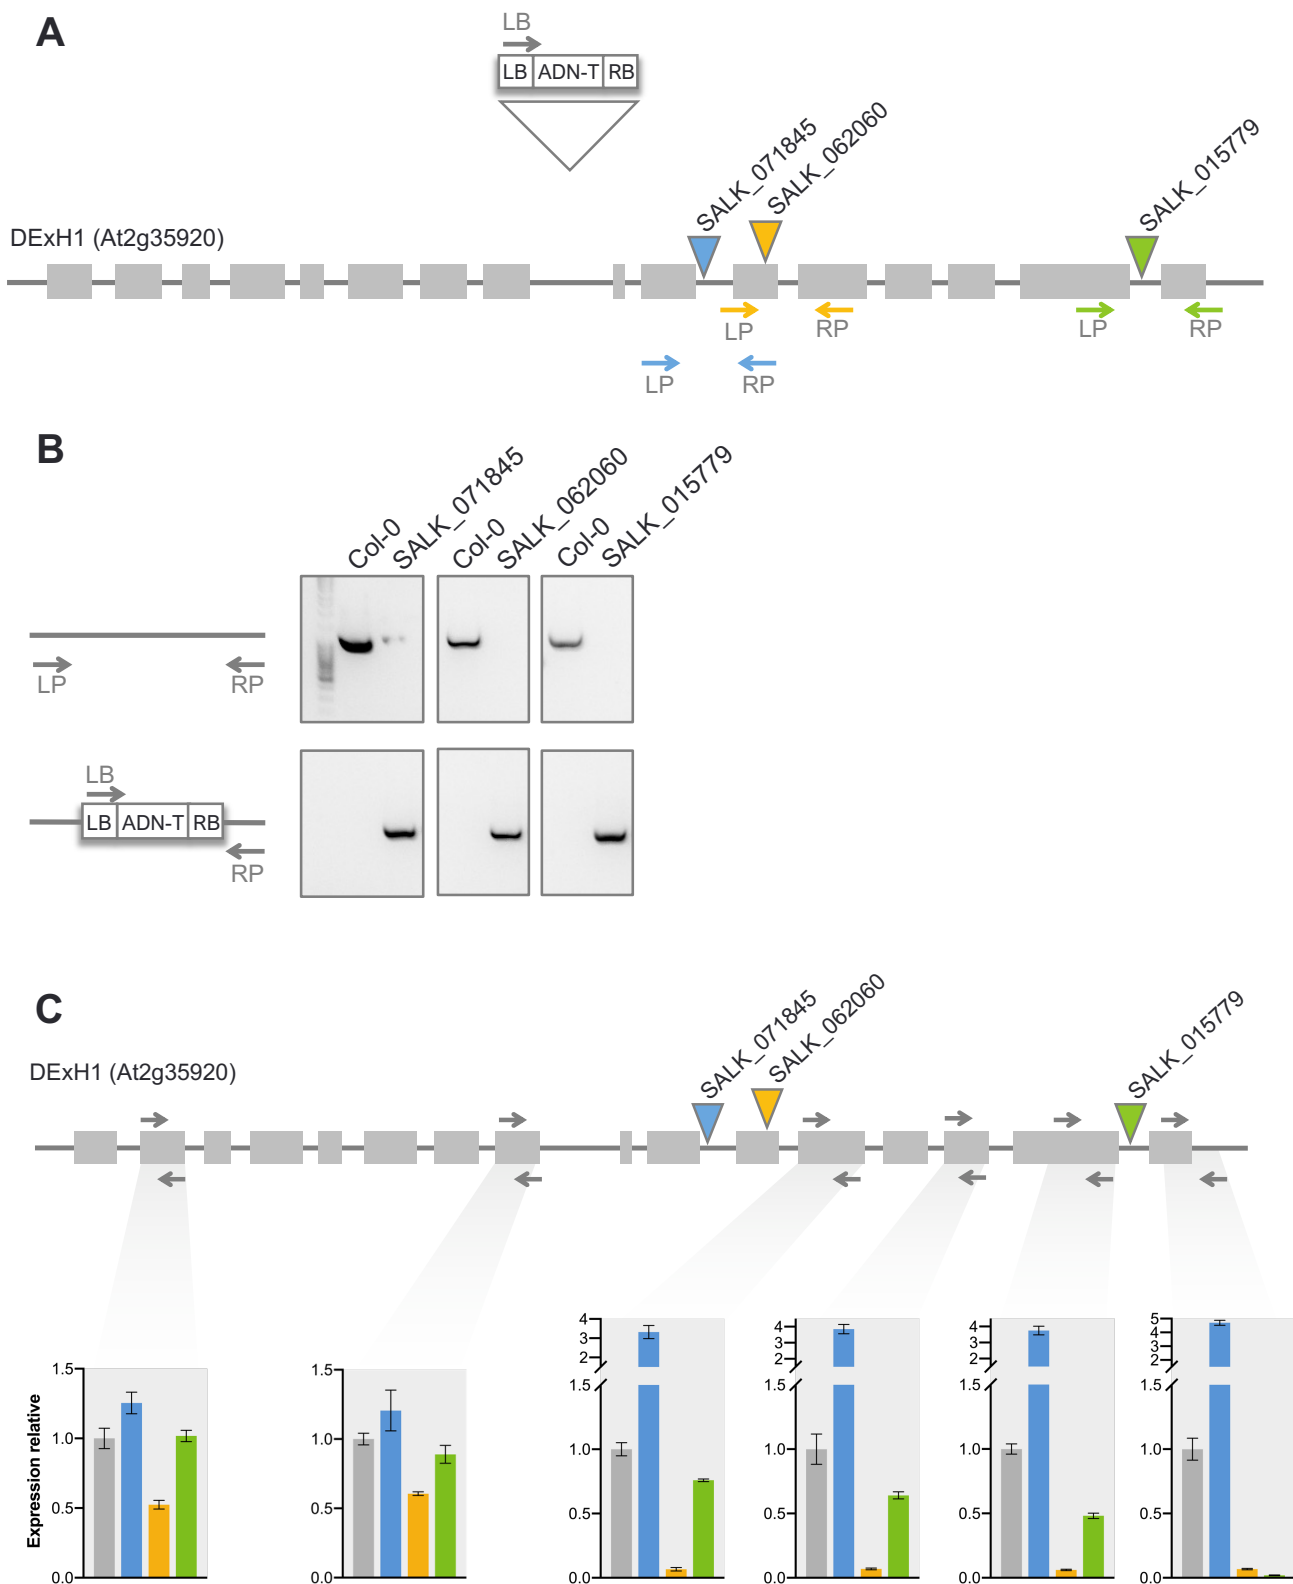 A
LB
LB ADN-T RB
SALK_071845
SALK_062060
SALK_015779
DExH1 (At2g35920)
LP
RP
LP
RP
LP
RP
B
Col-0
SALK_071845
Col-0
SALK_062060
Col-0
SALK_015779
LP
RP
LB
LB ADN-T RB
RP
C
SALK_071845
SALK_062060
SALK_015779
DExH1 (At2g35920)
Expression relative
1.5
1.0
0.5
0.0
1.5
1.0
0.5
0.0
4
3
2
1.5
1.0
0.5
0.0
4
3
2
1.5
1.0
0.5
0.0
4
3
2
1.5
1.0
0.5
0.0
5
4
3
2
1.5
1.0
0.5
0.0